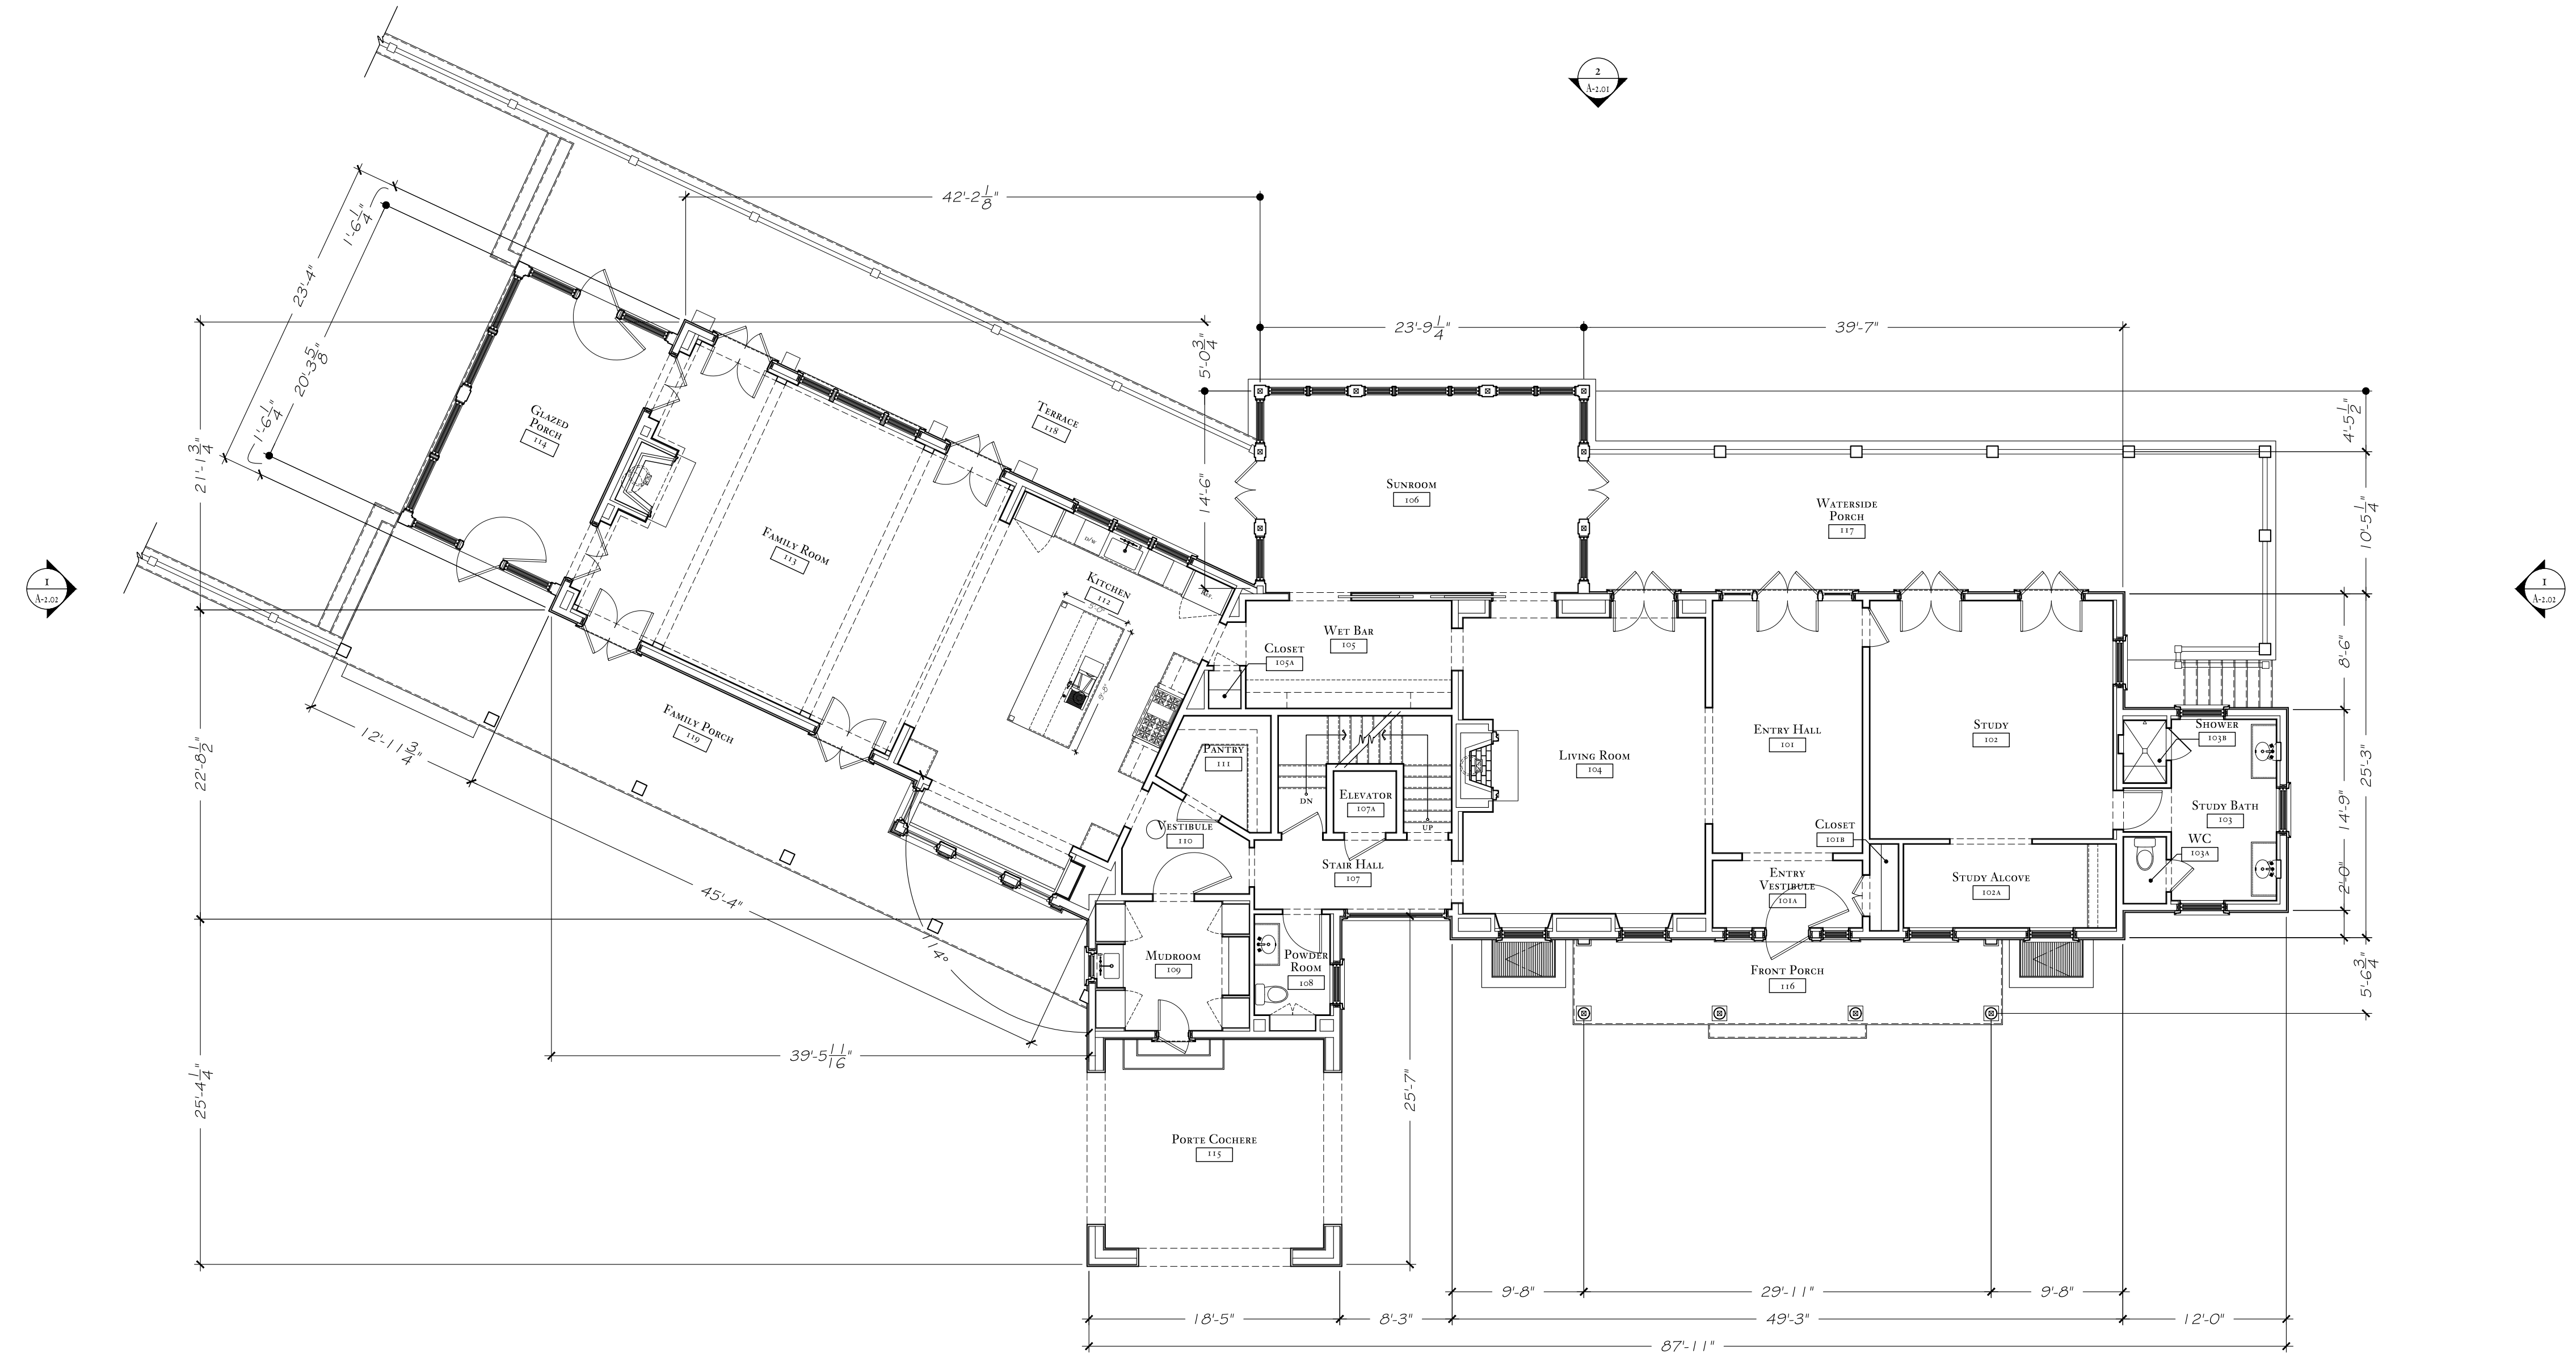 2
A-2.01
42'-2 1/8"
1'-6 1/4"
23'-4"
20'-3 5/8"
1'-6 1/4"
23'-9 1/4"
39'-7"
5'-0 3/4"
4'-5 1/2"
14'-6"
21'-1 3/4"
10'-5 1/4"
Glazed
Porch
114
Terrace
118
Sunroom
106
Waterside
Porch
117
Family Room
113
D/W
Kitchen
112
Ref.
5'-0"
9'-8"
1
A-2.02
1
A-2.02
Wet Bar
105
Closet
105A
8'-6"
Family Porch
119
12'-11 3/4"
22'-8 1/2"
Pantry
111
Entry Hall
101
Study
102
Shower
103B
Living Room
104
Elevator
107A
DN
UP
25'-3"
14'-9"
Study Bath
103
Vestibule
110
Closet
101B
WC
103A
Stair Hall
107
Entry
Vestibule
101A
Study Alcove
102A
2'-0"
45'-4"
114°
Mudroom
109
Powder
Room
108
Front Porch
116
5'-6 3/4"
39'-5 11/16"
25'-4 1/4"
25'-7"
Porte Cochere
115
9'-8"
29'-11"
9'-8"
18'-5"
8'-3"
49'-3"
12'-0"
87'-11"